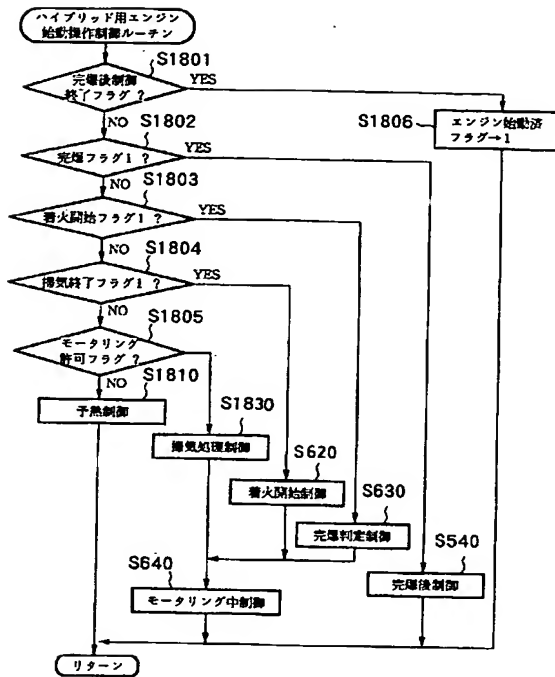 ハイブリッド用エンジン
始動操作制御ルーチン
S1801
完爆後制御
終了フラグ ?
YES
NO
S1802
完爆フラグ1 ?
YES
NO
S1803
着火開始フラグ1 ?
YES
NO
S1804
掃気終了フラグ1 ?
YES
NO
S1805
モータリング
許可フラグ ?
NO
S1806
エンジン始動済
フラグ→1
S1810
予熱制御
S1830
掃気処理制御
S620
着火開始制御
S630
完爆判定制御
S540
完爆後制御
S640
モータリング中制御
リターン